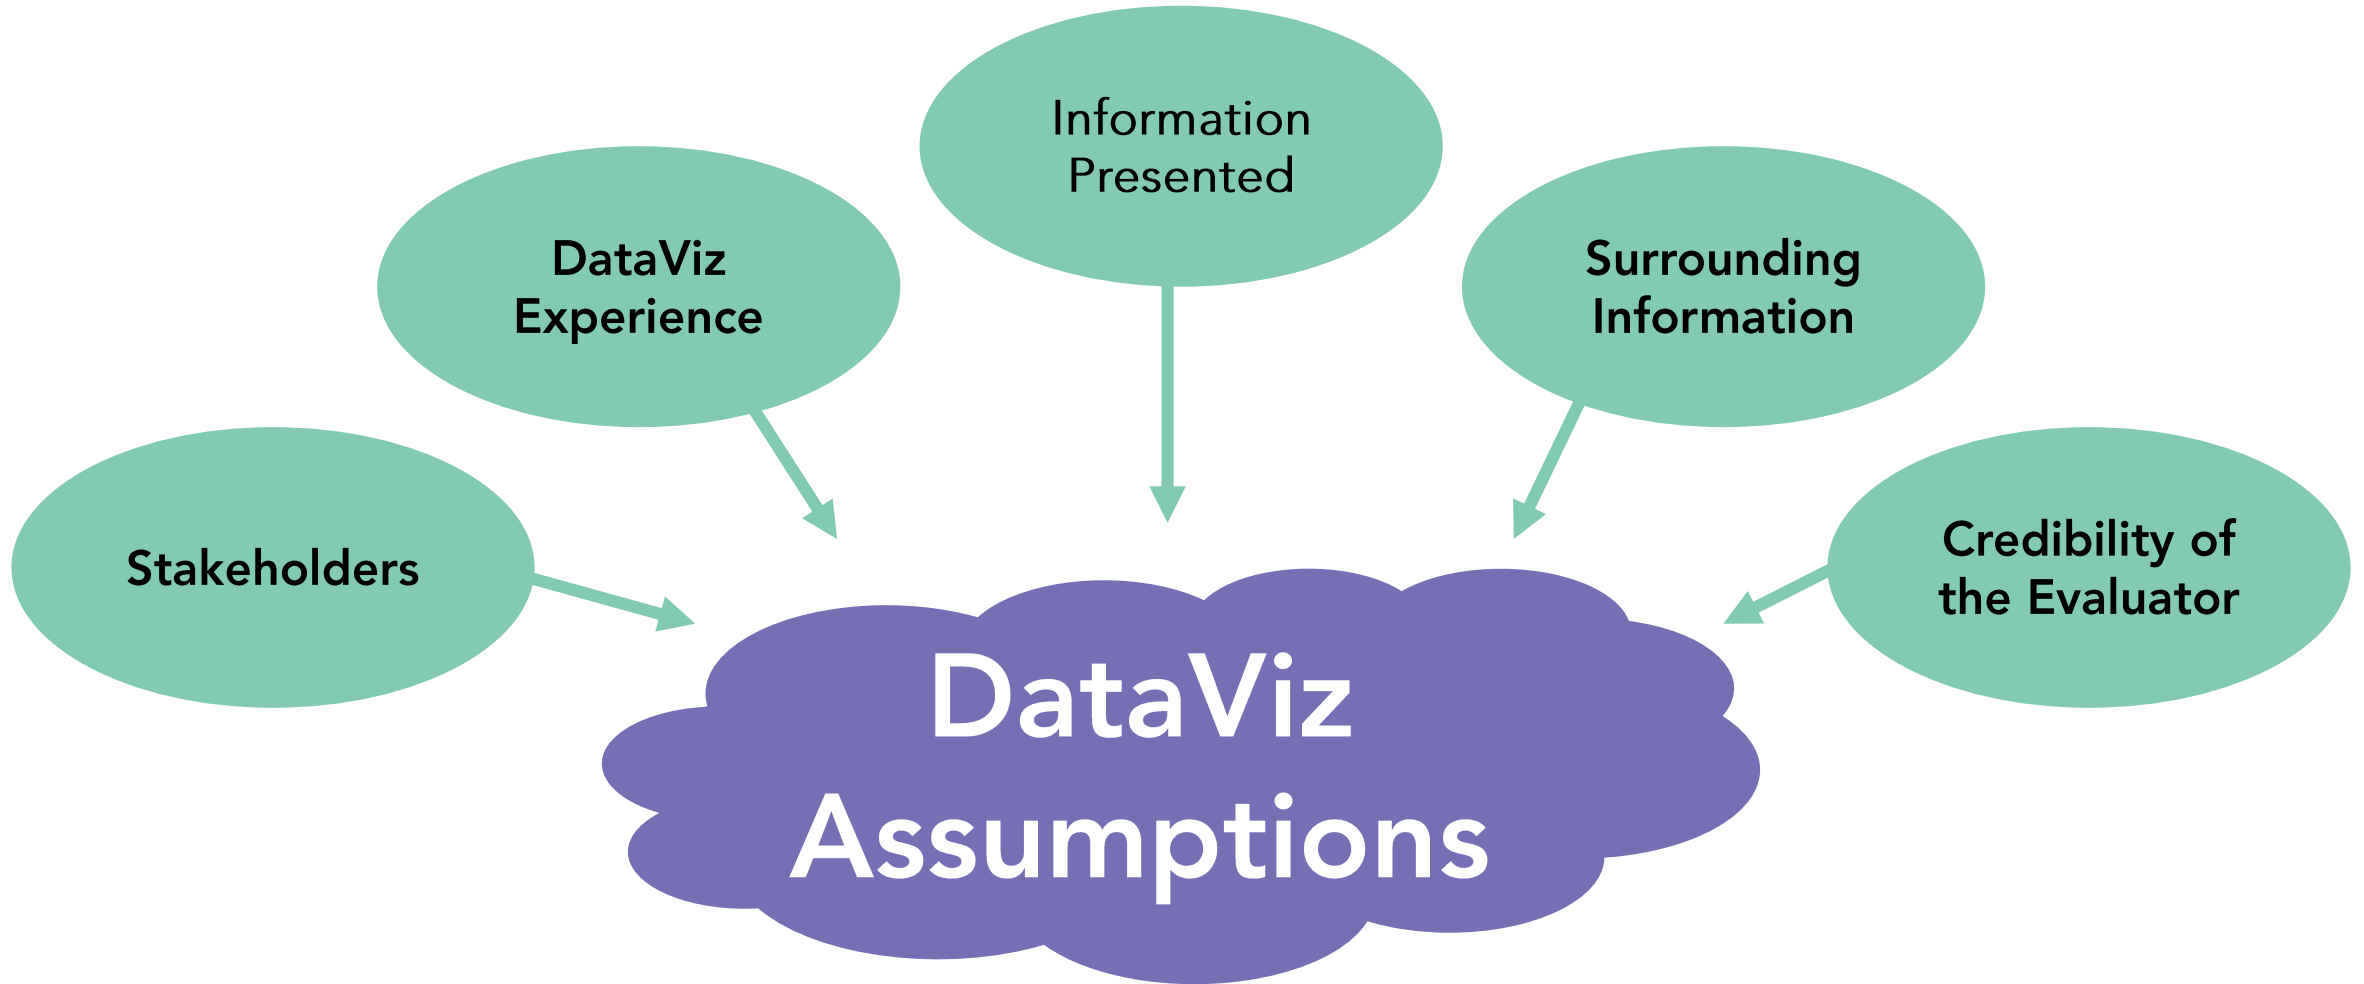 Information
Presented
DataViz
Experience
Surrounding
Information
Stakeholders
Credibility of
the Evaluator
DataViz
Assumptions